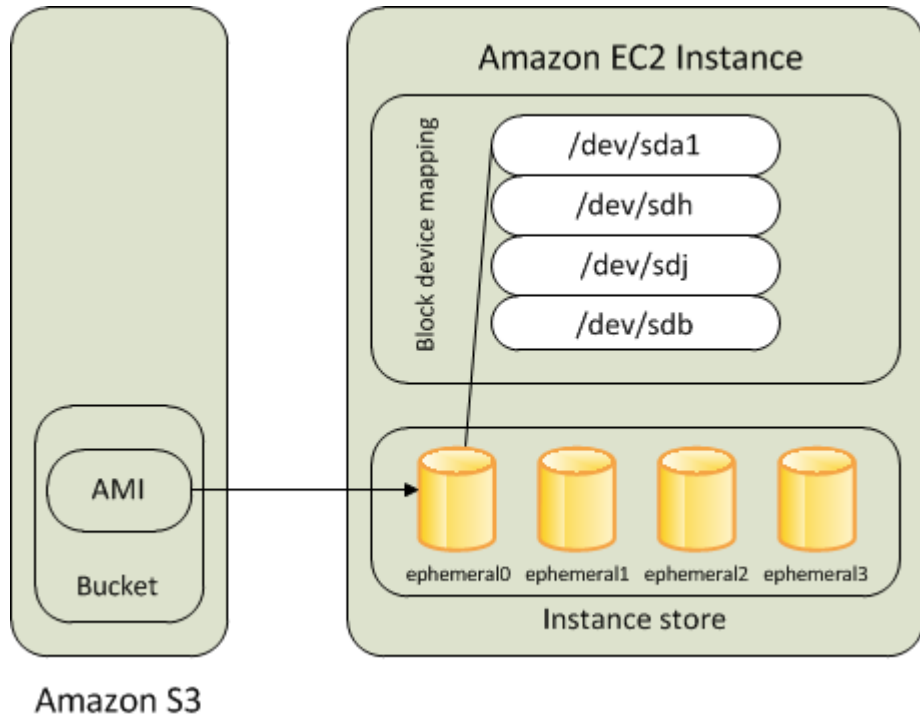 Amazon EC2 Instance
Block device mapping
/dev/sda1
/dev/sdh
/dev/sdj
/dev/sdb
AMI
Bucket
ephemeral0
ephemeral1
ephemeral2
ephemeral3
Instance store
Amazon S3